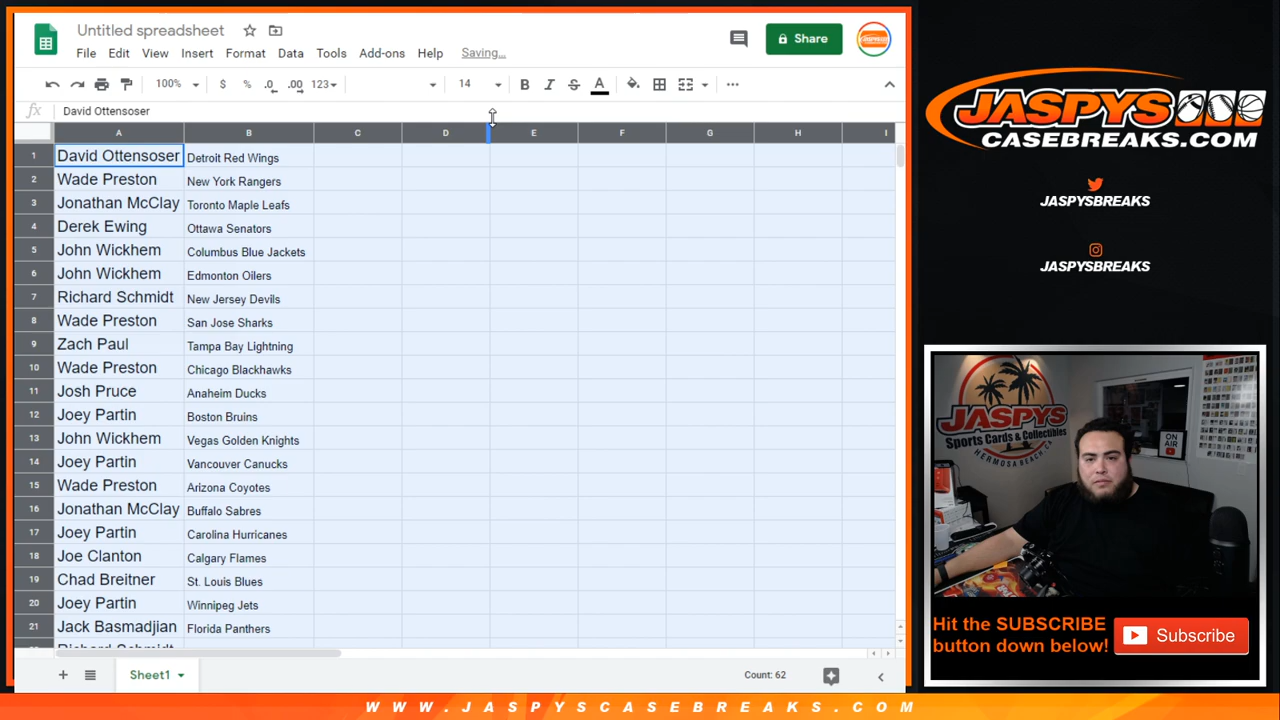 Untitled spreadsheet
File Edit View Insert Format Data Tools Add-ons Help Saving...
Share
100% $ % .0 .00 123 14 B I S A
fx David Ottensoser
A B C D E F G H I
1 David Ottensoser Detroit Red Wings
2 Wade Preston New York Rangers
3 Jonathan McClay Toronto Maple Leafs
4 Derek Ewing Ottawa Senators
5 John Wickhem Columbus Blue Jackets
6 John Wickhem Edmonton Oilers
7 Richard Schmidt New Jersey Devils
8 Wade Preston San Jose Sharks
9 Zach Paul Tampa Bay Lightning
10 Wade Preston Chicago Blackhawks
11 Josh Pruce Anaheim Ducks
12 Joey Partin Boston Bruins
13 John Wickhem Vegas Golden Knights
14 Joey Partin Vancouver Canucks
15 Wade Preston Arizona Coyotes
16 Jonathan McClay Buffalo Sabres
17 Joey Partin Carolina Hurricanes
18 Joe Clanton Calgary Flames
19 Chad Breitner St. Louis Blues
20 Joey Partin Winnipeg Jets
21 Jack Basmadjian Florida Panthers
Sheet1
Count: 62
JASPYS
CASEBREAKS.COM
JASPYSBREAKS
JASPYSBREAKS
JASPYS
Sports Cards & Collectibles
HERMOSA BEACH, CA
ON AIR
Hit the SUBSCRIBE
button down below!
Subscribe
WWW.JASPYSCASEBREAKS.COM